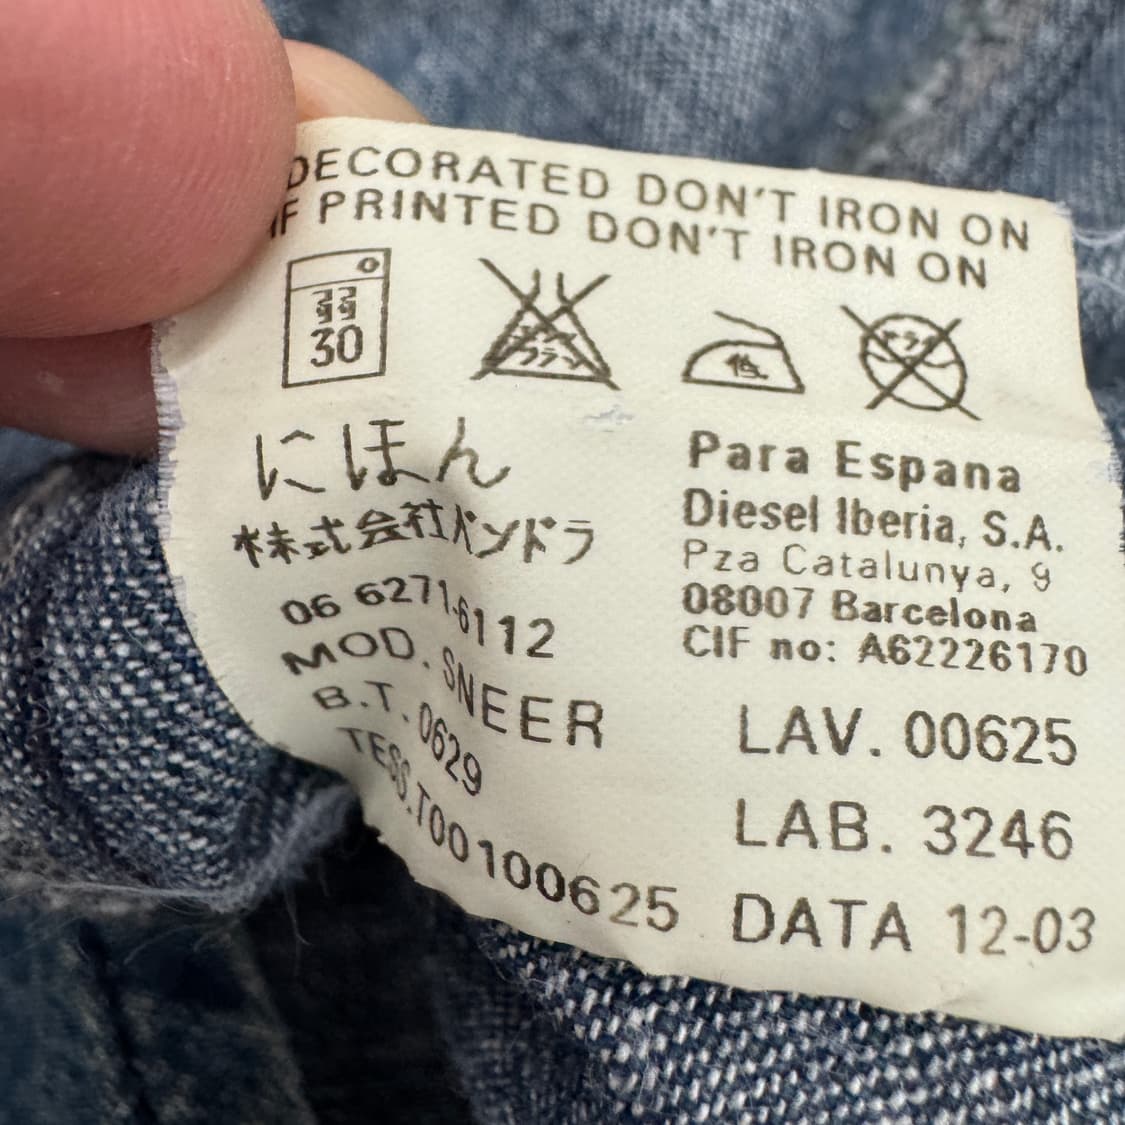 DECORATED DON'T IRON ON
IF PRINTED DON'T IRON ON
弱
30
低
にほん
株式会社パンドラ
06 6271-6112
MOD. SNEER
B.T. 0629
TESS.T00100625
Para Espana
Diesel Iberia, S.A.
Pza Catalunya, 9
08007 Barcelona
CIF no: A62226170
LAV. 00625
LAB. 3246
DATA 12-03